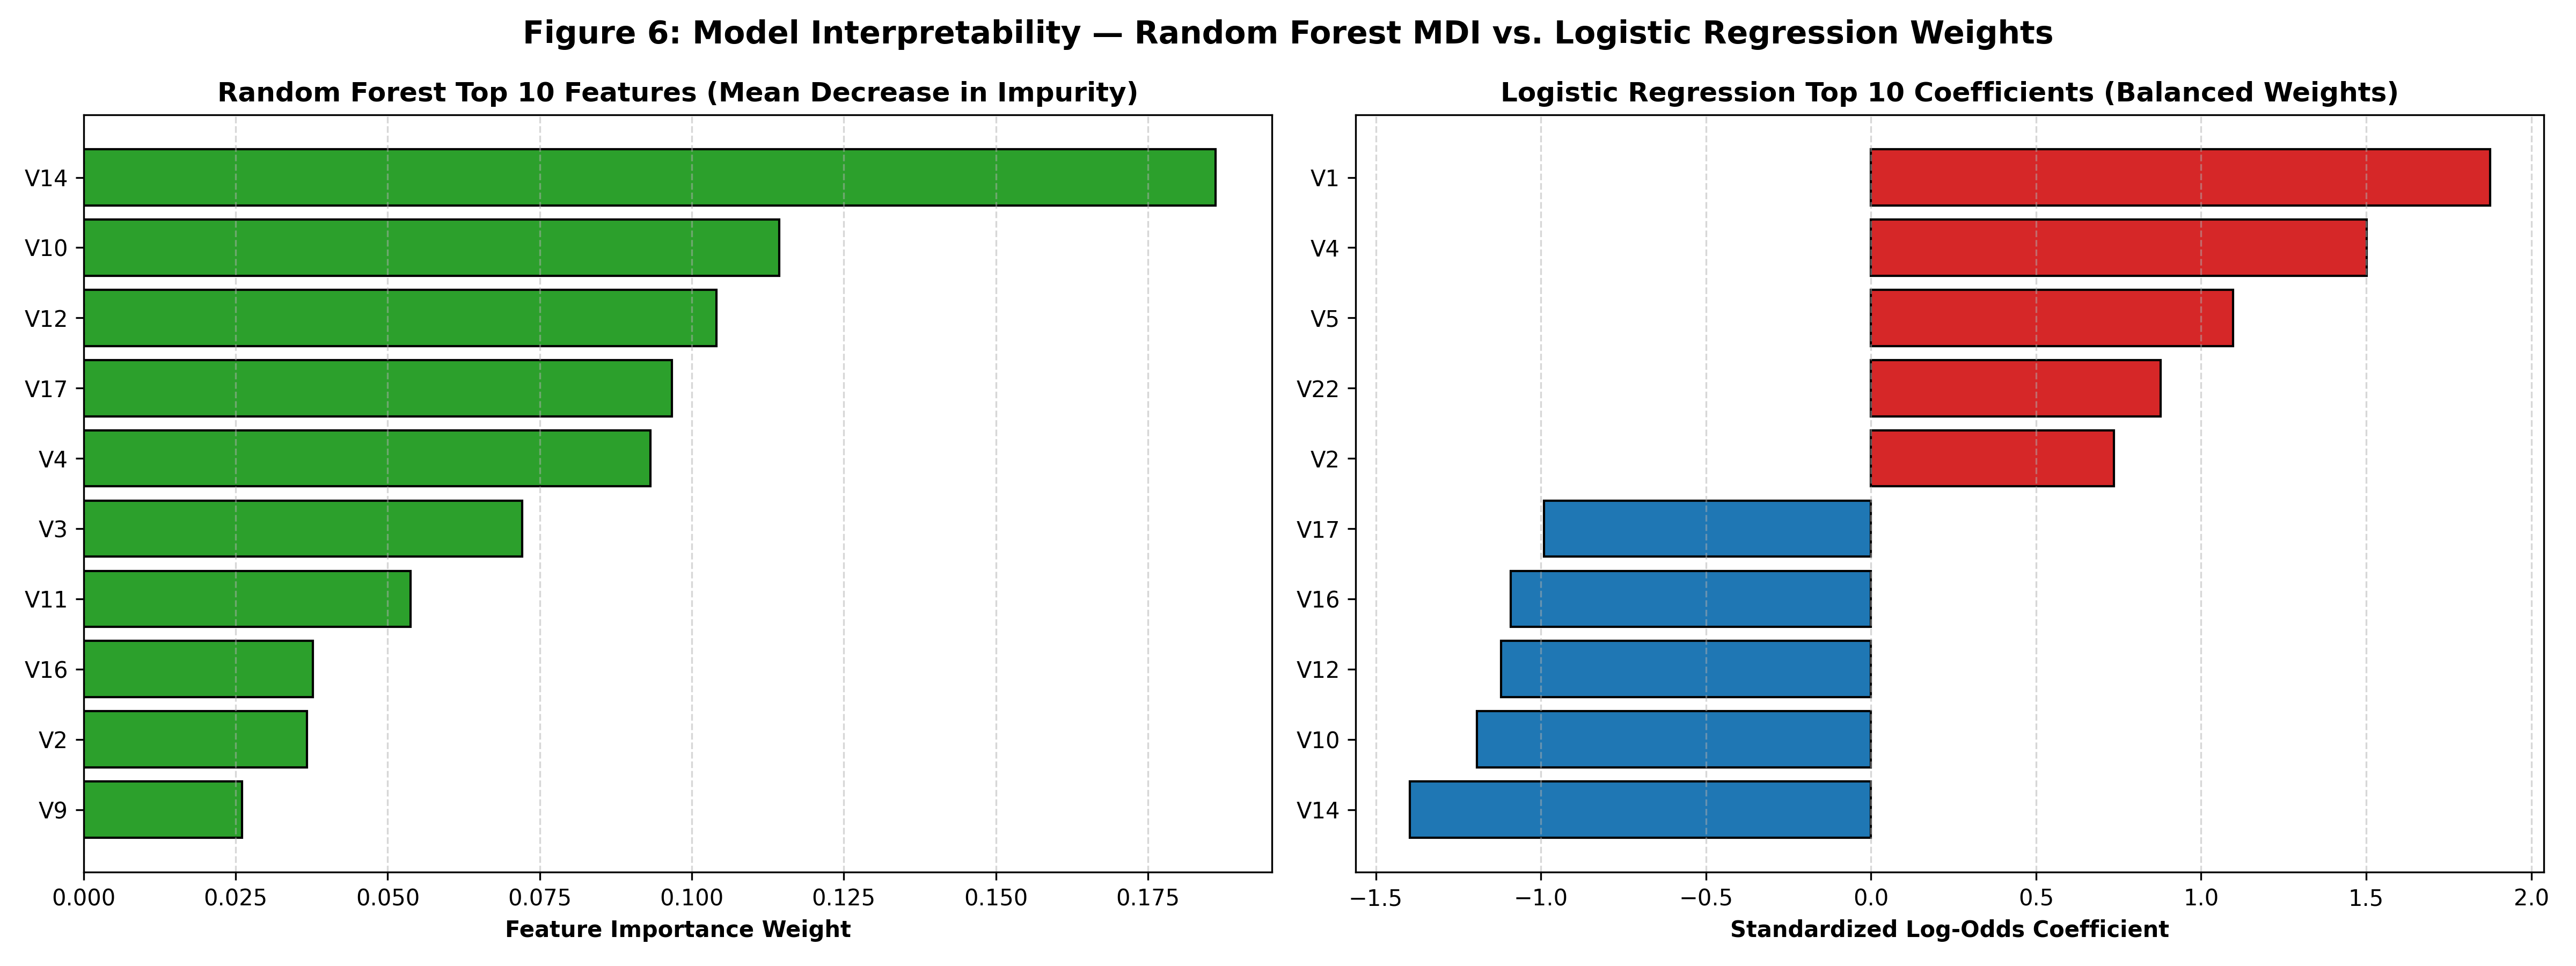 Figure 6: Model Interpretability — Random Forest MDI vs. Logistic Regression Weights
Random Forest Top 10 Features (Mean Decrease in Impurity)
V14
V10
V12
V17
V4
V3
V11
V16
V2
V9
0.000 0.025 0.050 0.075 0.100 0.125 0.150 0.175
Feature Importance Weight
Logistic Regression Top 10 Coefficients (Balanced Weights)
V1
V4
V5
V22
V2
V17
V16
V12
V10
V14
−1.5 −1.0 −0.5 0.0 0.5 1.0 1.5 2.0
Standardized Log-Odds Coefficient